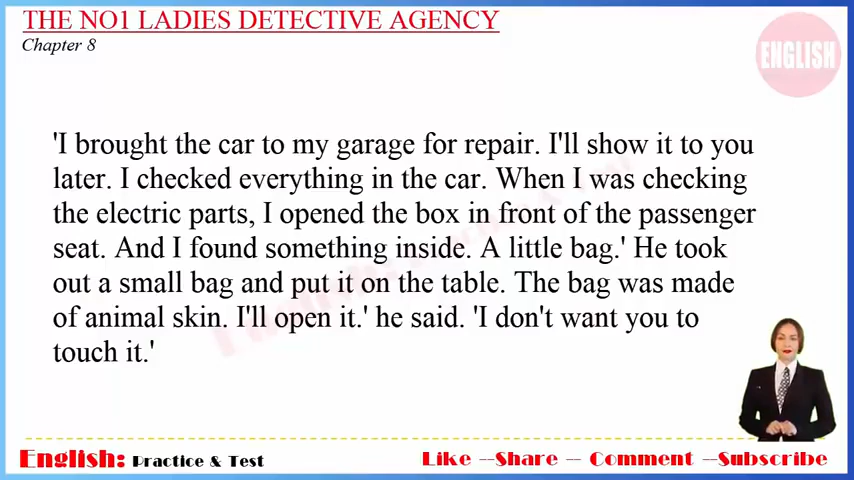 THE NO1 LADIES DETECTIVE AGENCY
Chapter 8
ENGLISH
'I brought the car to my garage for repair. I'll show it to you
later. I checked everything in the car. When I was checking
the electric parts, I opened the box in front of the passenger
seat. And I found something inside. A little bag.' He took
out a small bag and put it on the table. The bag was made
of animal skin. I'll open it.' he said. 'I don't want you to
touch it.'
English: Practice & Test
Like --Share -- Comment --Subscribe